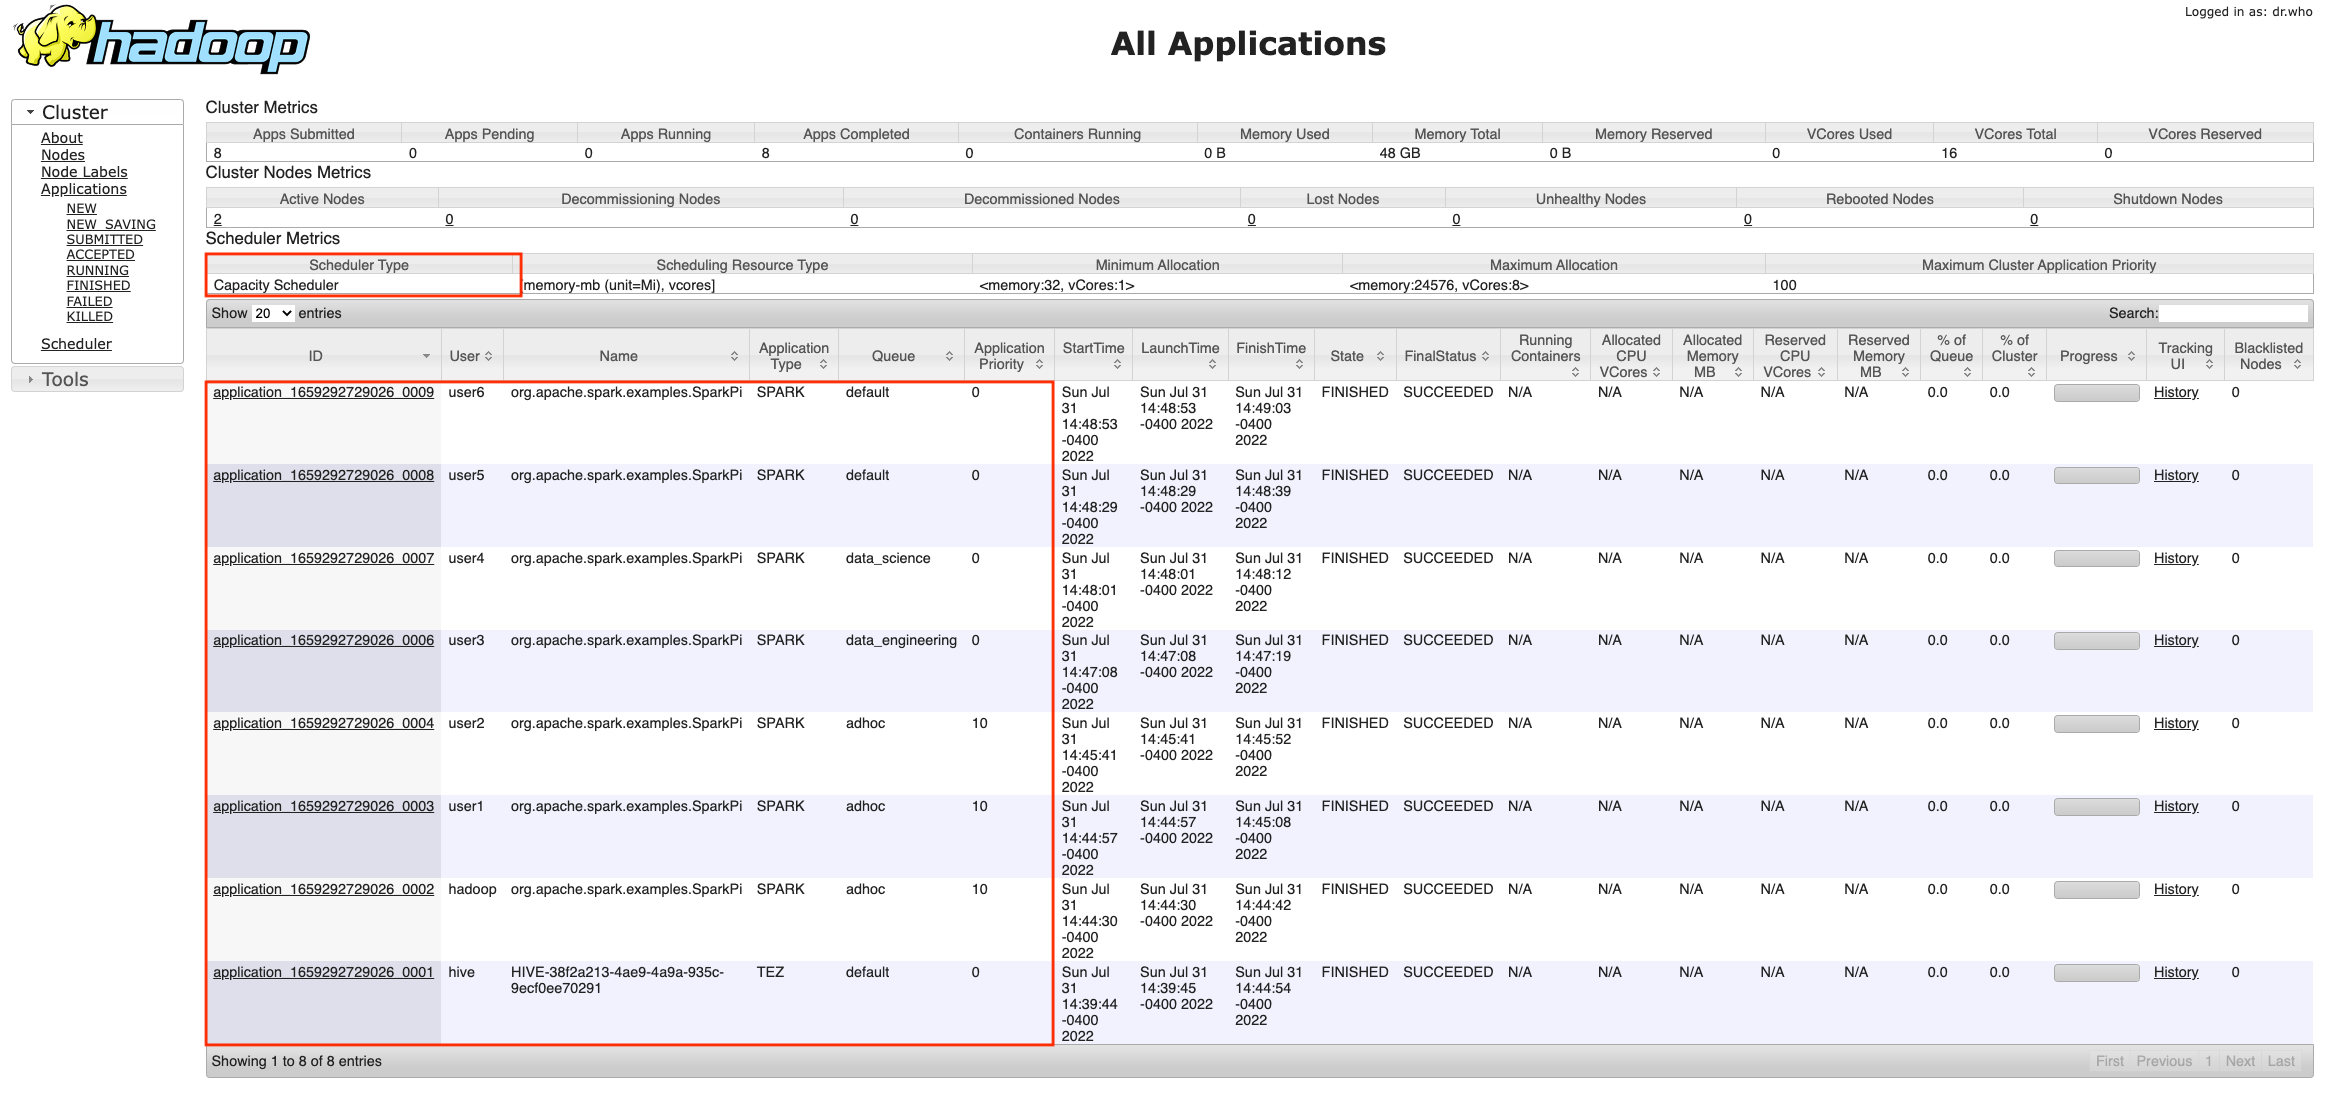 Logged in as: dr.who
hadoop
All Applications
Cluster
About
Nodes
Node Labels
Applications
NEW
NEW_SAVING
SUBMITTED
ACCEPTED
RUNNING
FINISHED
FAILED
KILLED
Scheduler
Tools
Cluster Metrics
Apps Submitted Apps Pending Apps Running Apps Completed Containers Running Memory Used Memory Total Memory Reserved VCores Used VCores Total VCores Reserved
8 0 0 8 0 0 B 48 GB 0 B 0 16 0
Cluster Nodes Metrics
Active Nodes Decommissioning Nodes Decommissioned Nodes Lost Nodes Unhealthy Nodes Rebooted Nodes Shutdown Nodes
2 0 0 0 0 0 0
Scheduler Metrics
Scheduler Type Scheduling Resource Type Minimum Allocation Maximum Allocation Maximum Cluster Application Priority
Capacity Scheduler [memory-mb (unit=Mi), vcores] <memory:32, vCores:1> <memory:24576, vCores:8> 100
Show 20 entries Search:
ID User Name Application Type Queue Application Priority StartTime LaunchTime FinishTime State FinalStatus Running Containers Allocated CPU VCores Allocated Memory MB Reserved CPU VCores Reserved Memory MB % of Queue % of Cluster Progress Tracking UI Blacklisted Nodes
application_1659292729026_0009 user6 org.apache.spark.examples.SparkPi SPARK default 0 Sun Jul 31 14:48:53 -0400 2022 Sun Jul 31 14:48:53 -0400 2022 Sun Jul 31 14:49:03 -0400 2022 FINISHED SUCCEEDED N/A N/A N/A N/A N/A 0.0 0.0 History 0
application_1659292729026_0008 user5 org.apache.spark.examples.SparkPi SPARK default 0 Sun Jul 31 14:48:29 -0400 2022 Sun Jul 31 14:48:29 -0400 2022 Sun Jul 31 14:48:39 -0400 2022 FINISHED SUCCEEDED N/A N/A N/A N/A N/A 0.0 0.0 History 0
application_1659292729026_0007 user4 org.apache.spark.examples.SparkPi SPARK data_science 0 Sun Jul 31 14:48:01 -0400 2022 Sun Jul 31 14:48:01 -0400 2022 Sun Jul 31 14:48:12 -0400 2022 FINISHED SUCCEEDED N/A N/A N/A N/A N/A 0.0 0.0 History 0
application_1659292729026_0006 user3 org.apache.spark.examples.SparkPi SPARK data_engineering 0 Sun Jul 31 14:47:08 -0400 2022 Sun Jul 31 14:47:08 -0400 2022 Sun Jul 31 14:47:19 -0400 2022 FINISHED SUCCEEDED N/A N/A N/A N/A N/A 0.0 0.0 History 0
application_1659292729026_0004 user2 org.apache.spark.examples.SparkPi SPARK adhoc 10 Sun Jul 31 14:45:41 -0400 2022 Sun Jul 31 14:45:41 -0400 2022 Sun Jul 31 14:45:52 -0400 2022 FINISHED SUCCEEDED N/A N/A N/A N/A N/A 0.0 0.0 History 0
application_1659292729026_0003 user1 org.apache.spark.examples.SparkPi SPARK adhoc 10 Sun Jul 31 14:44:57 -0400 2022 Sun Jul 31 14:44:57 -0400 2022 Sun Jul 31 14:45:08 -0400 2022 FINISHED SUCCEEDED N/A N/A N/A N/A N/A 0.0 0.0 History 0
application_1659292729026_0002 hadoop org.apache.spark.examples.SparkPi SPARK adhoc 10 Sun Jul 31 14:44:30 -0400 2022 Sun Jul 31 14:44:30 -0400 2022 Sun Jul 31 14:44:42 -0400 2022 FINISHED SUCCEEDED N/A N/A N/A N/A N/A 0.0 0.0 History 0
application_1659292729026_0001 hive HIVE-38f2a213-4ae9-4a9a-935c-9ecf0ee70291 TEZ default 0 Sun Jul 31 14:39:44 -0400 2022 Sun Jul 31 14:39:45 -0400 2022 Sun Jul 31 14:44:54 -0400 2022 FINISHED SUCCEEDED N/A N/A N/A N/A N/A 0.0 0.0 History 0
Showing 1 to 8 of 8 entries First Previous 1 Next Last